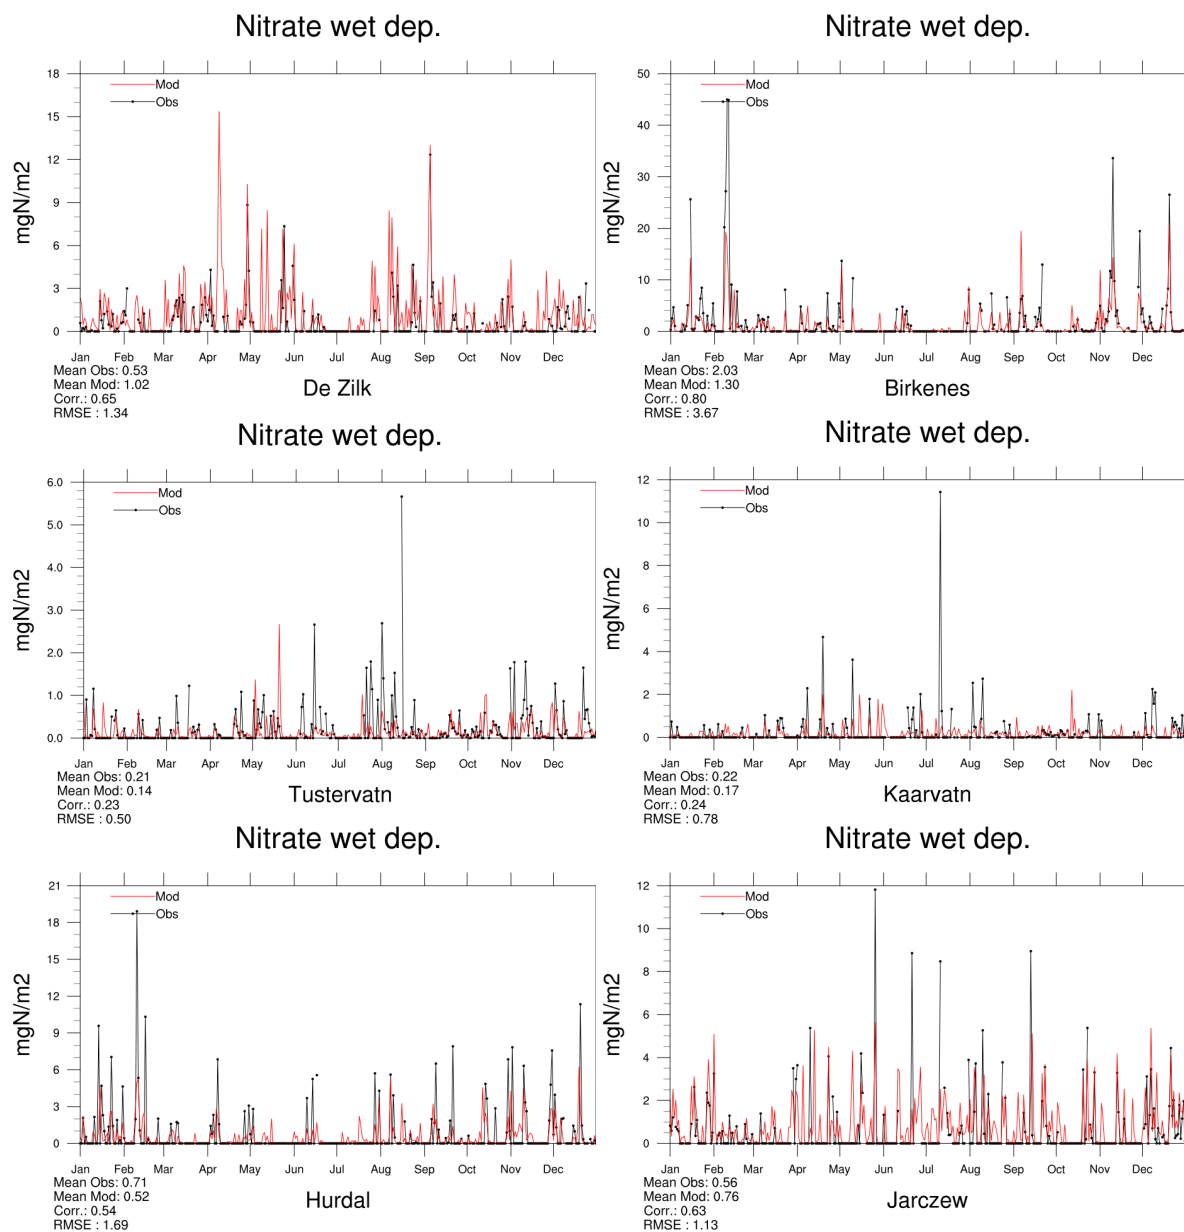 Nitrate wet dep.
mgN/m2
18
15
12
9
6
3
0
Mod
Obs
Jan Feb Mar Apr May Jun Jul Aug Sep Oct Nov Dec
Mean Obs: 0.53
Mean Mod: 1.02
Corr.: 0.65
RMSE : 1.34
De Zilk
Nitrate wet dep.
mgN/m2
50
40
30
20
10
0
Mod
Obs
Jan Feb Mar Apr May Jun Jul Aug Sep Oct Nov Dec
Mean Obs: 2.03
Mean Mod: 1.30
Corr.: 0.80
RMSE : 3.67
Birkenes
Nitrate wet dep.
mgN/m2
6.0
5.0
4.0
3.0
2.0
1.0
0.0
Mod
Obs
Jan Feb Mar Apr May Jun Jul Aug Sep Oct Nov Dec
Mean Obs: 0.21
Mean Mod: 0.14
Corr.: 0.23
RMSE : 0.50
Tustervatn
Nitrate wet dep.
mgN/m2
12
10
8
6
4
2
0
Mod
Obs
Jan Feb Mar Apr May Jun Jul Aug Sep Oct Nov Dec
Mean Obs: 0.22
Mean Mod: 0.17
Corr.: 0.24
RMSE : 0.78
Kaarvatn
Nitrate wet dep.
mgN/m2
21
18
15
12
9
6
3
0
Mod
Obs
Jan Feb Mar Apr May Jun Jul Aug Sep Oct Nov Dec
Mean Obs: 0.71
Mean Mod: 0.52
Corr.: 0.54
RMSE : 1.69
Hurdal
Nitrate wet dep.
mgN/m2
12
10
8
6
4
2
0
Mod
Obs
Jan Feb Mar Apr May Jun Jul Aug Sep Oct Nov Dec
Mean Obs: 0.56
Mean Mod: 0.76
Corr.: 0.63
RMSE : 1.13
Jarczew